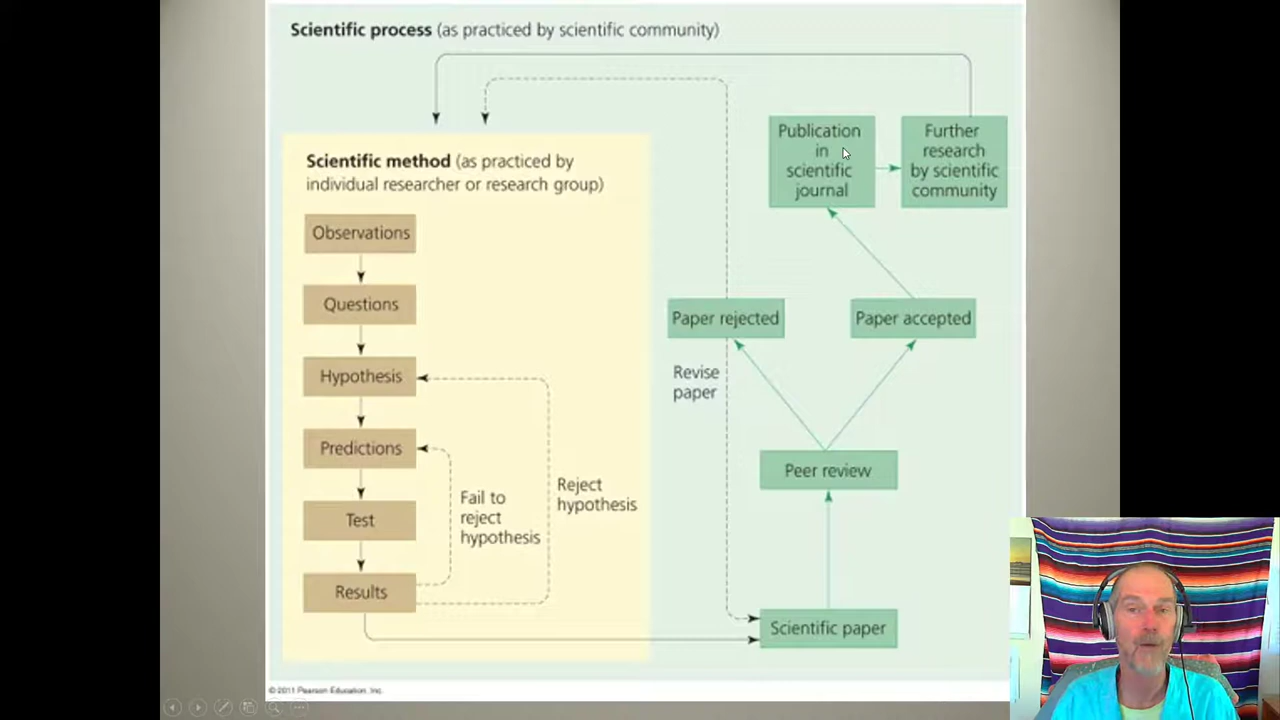 Scientific process (as practiced by scientific community)
Scientific method (as practiced by
individual researcher or research group)
Observations
Questions
Hypothesis
Predictions
Test
Results
Fail to
reject
hypothesis
Reject
hypothesis
Publication
in
scientific
journal
Further
research
by scientific
community
Paper rejected
Paper accepted
Revise
paper
Peer review
Scientific paper
© 2011 Pearson Education, Inc.